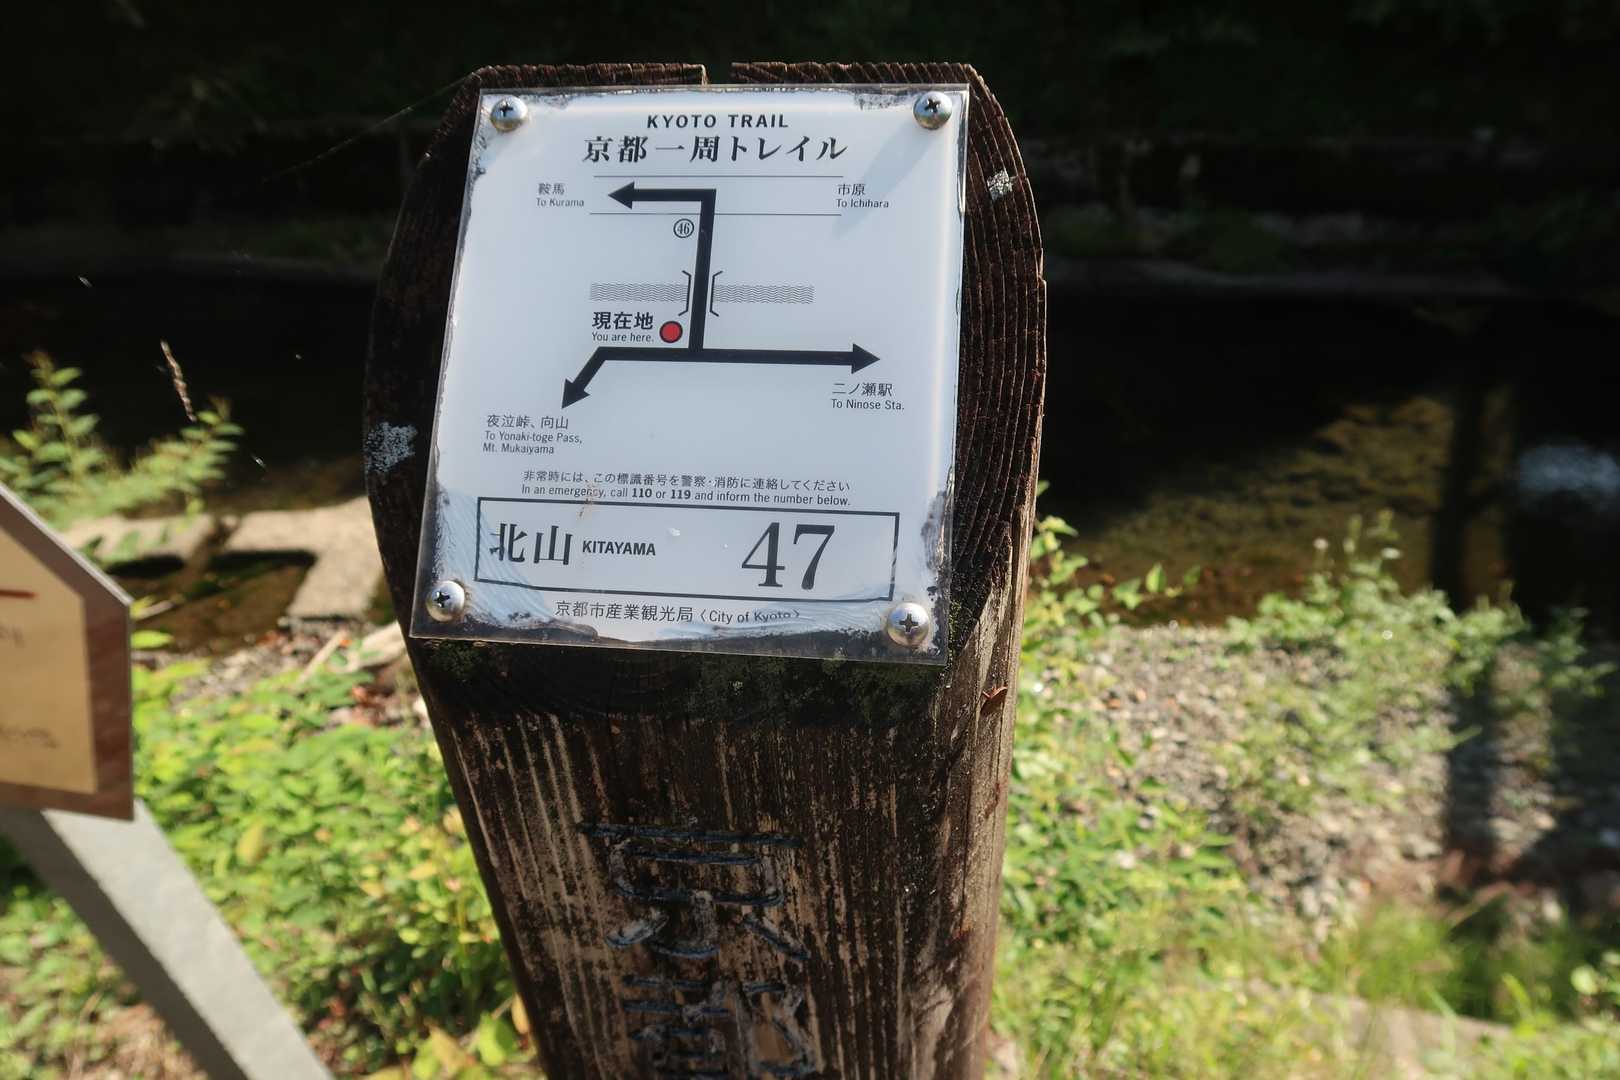 KYOTO TRAIL
京都一周トレイル
鞍馬
To Kurama
市原
To Ichihara
46
現在地
You are here.
二ノ瀬駅
To Ninose Sta.
夜泣峠、向山
To Yonaki-toge Pass,
Mt. Mukaiyama
非常時には、この標識番号を警察・消防に連絡してください
In an emergency, call 110 or 119 and inform the number below.
北山 KITAYAMA 47
京都市産業観光局〈City of Kyoto〉